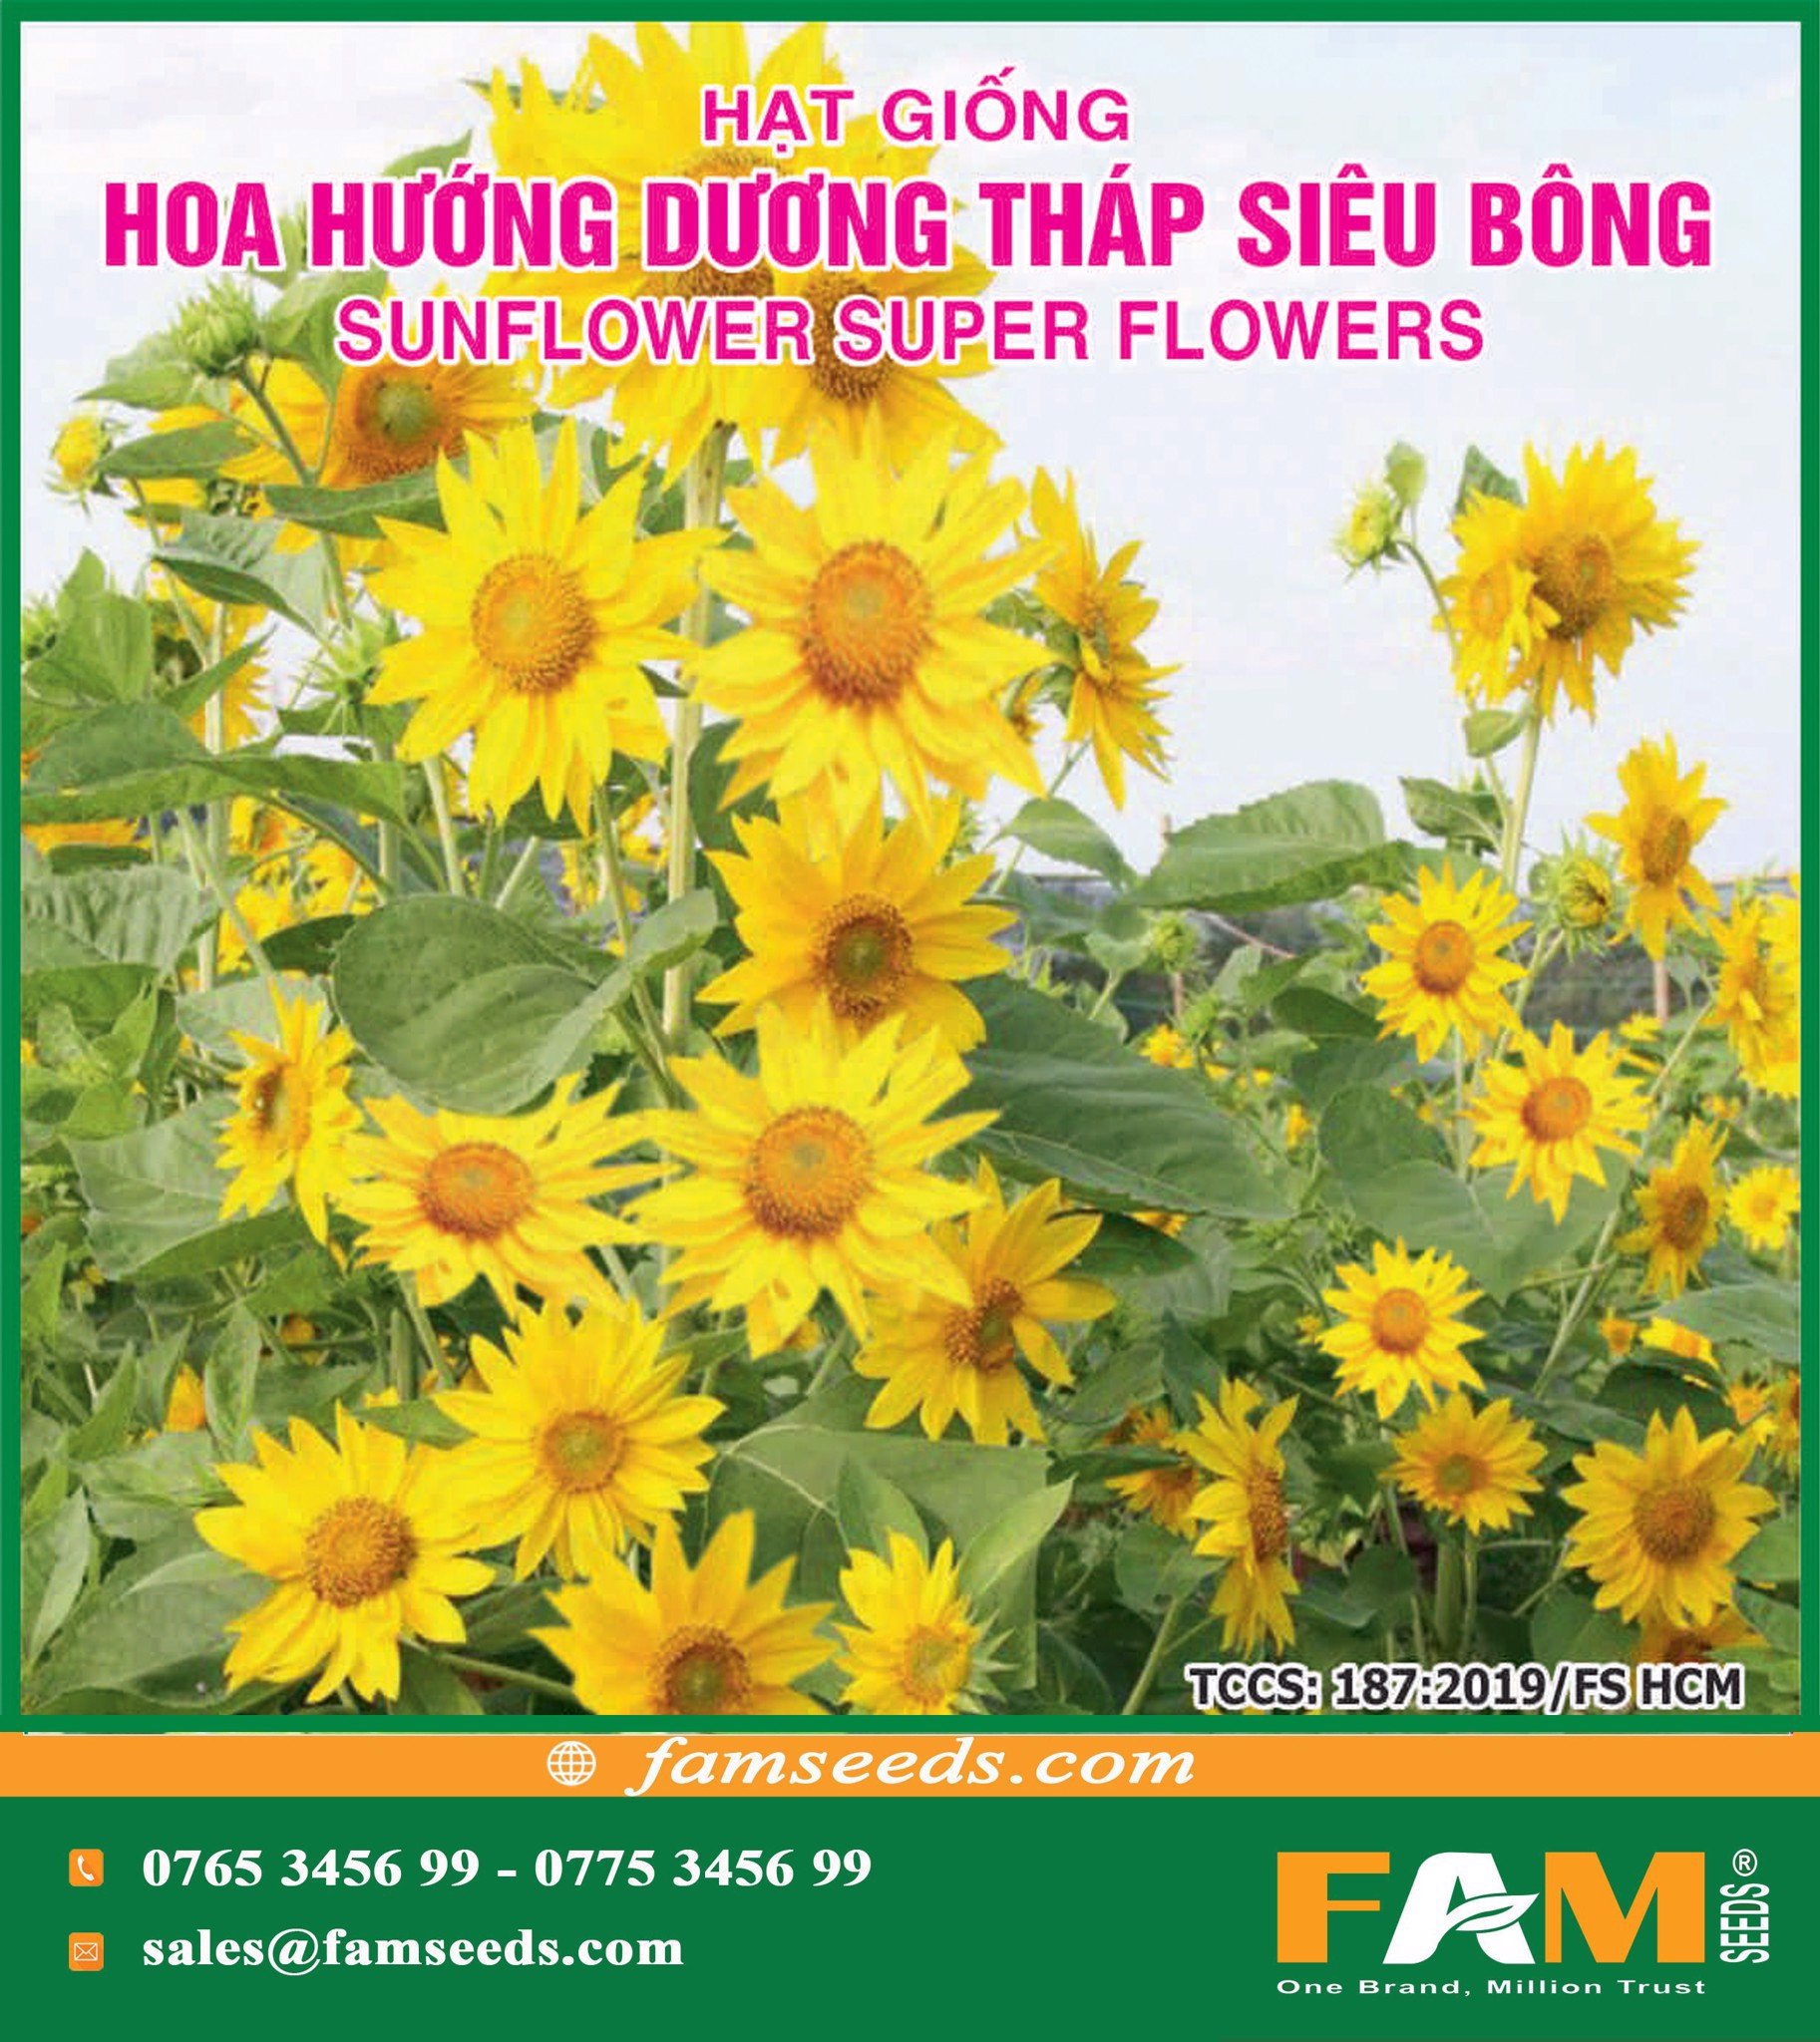 HẠT GIỐNG
HOA HƯỚNG DƯƠNG THÁP SIÊU BÔNG
SUNFLOWER SUPER FLOWERS
TCCS: 187:2019/FS HCM
famseeds.com
0765 3456 99 - 0775 3456 99
sales@famseeds.com
FAM SEEDS®
One Brand, Million Trust